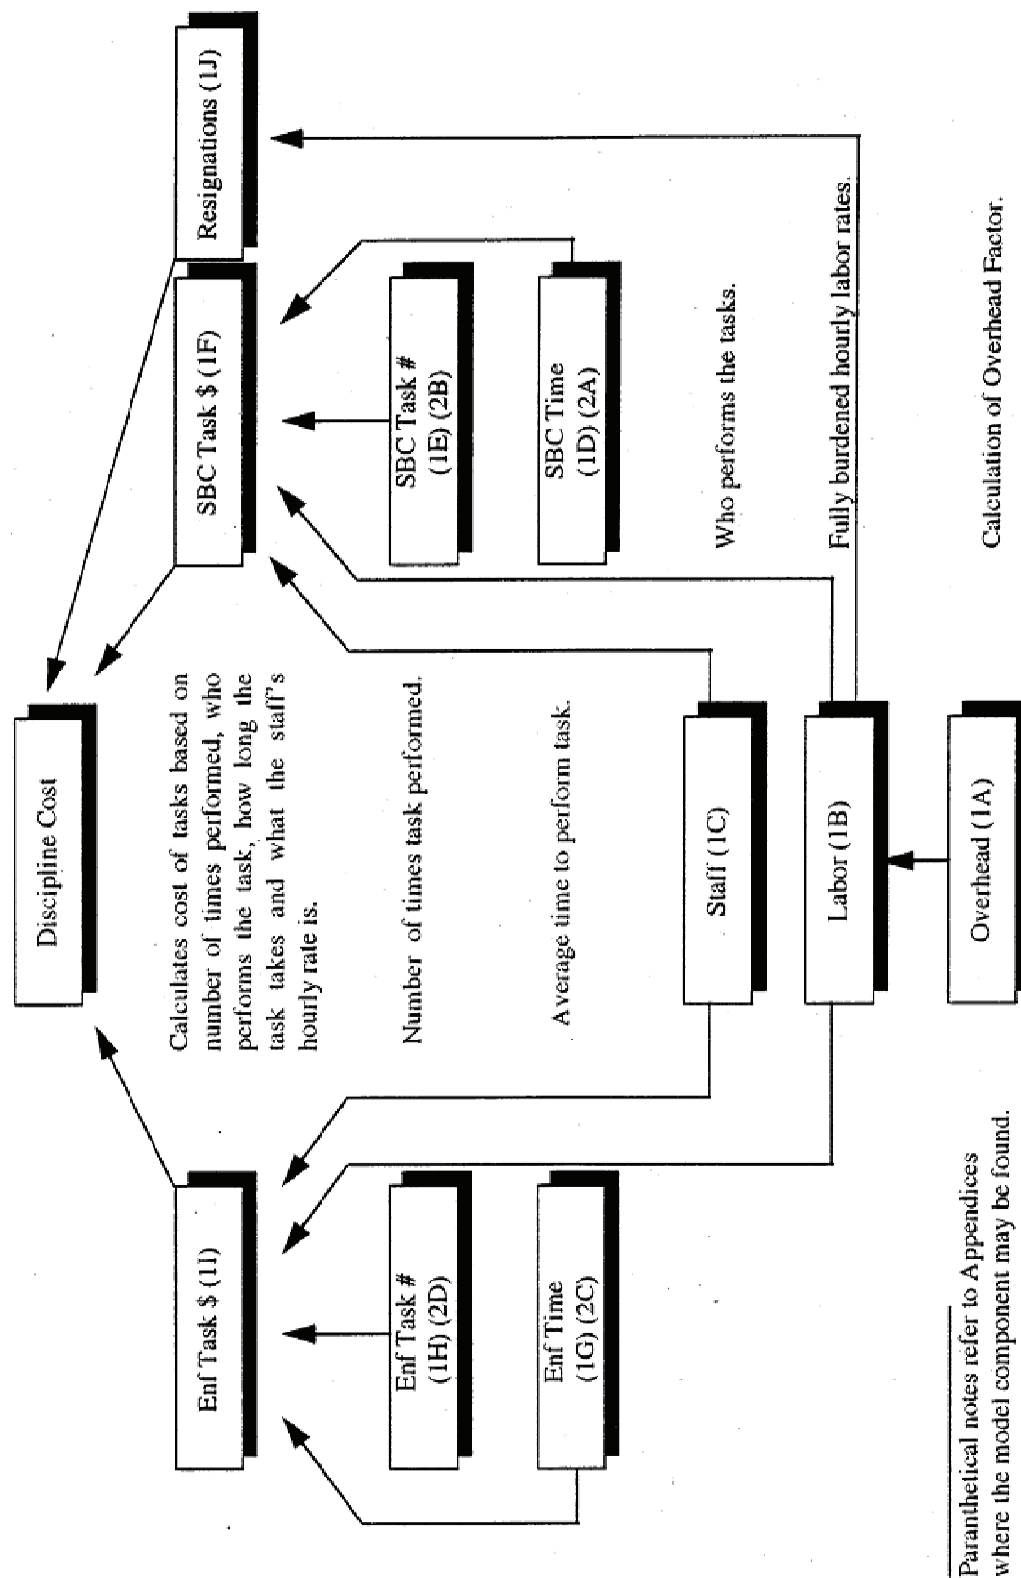 Discipline Cost
Enf Task $ (1I)
Calculates cost of tasks based on
number of times performed, who
performs the task, how long the
task takes and what the staff's
hourly rate is.
SBC Task $ (1F)
Resignations (1J)
Enf Task #
(1H) (2D)
Number of times task performed.
SBC Task #
(1E) (2B)
Enf Time
(1G) (2C)
Average time to perform task.
SBC Time
(1D) (2A)
Staff (1C)
Who performs the tasks.
Labor (1B)
Fully burdened hourly labor rates.
Overhead (1A)
Calculation of Overhead Factor.
Paranthetical notes refer to Appendices
where the model component may be found.